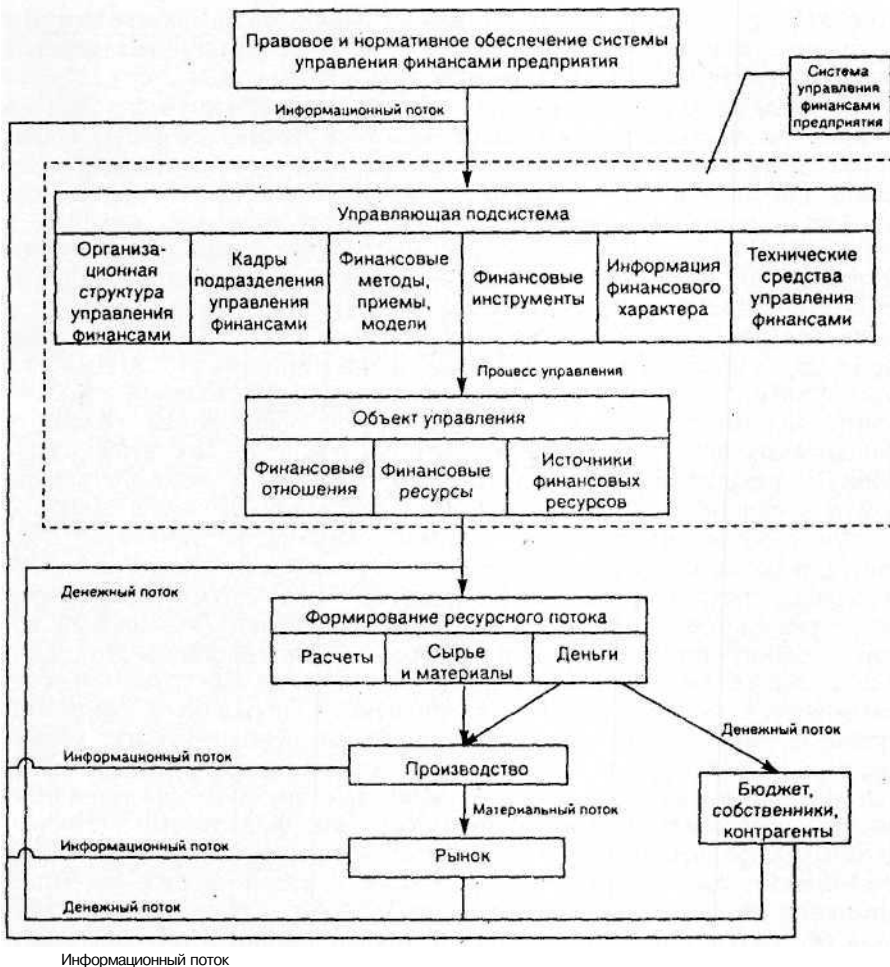 Правовое и нормативное обеспечение системы
управления финансами предприятия
Система
управления
финансами
предприятия
Информационный поток
Управляющая подсистема
Организа-
ционная
структура
управления
финансами
Кадры
подразделения
управления
финансами
Финансовые
методы,
приемы,
модели
Финансовые
инструменты
Информация
финансового
характера
Технические
средства
управления
финансами
Процесс управления
Объект управления
Финансовые
отношения
Финансовые
ресурсы
Источники
финансовых
ресурсов
Денежный поток
Формирование ресурсного потока
Расчеты
Сырье
и материалы
Деньги
Денежный поток
Информационный поток
Производство
Бюджет,
собственники,
контрагенты
Материальный поток
Информационный поток
Рынок
Денежный поток
Информационный поток